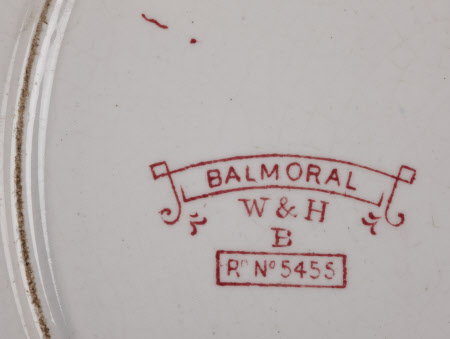 BALMORAL
W & H
B
Rᴰ Nº 5455